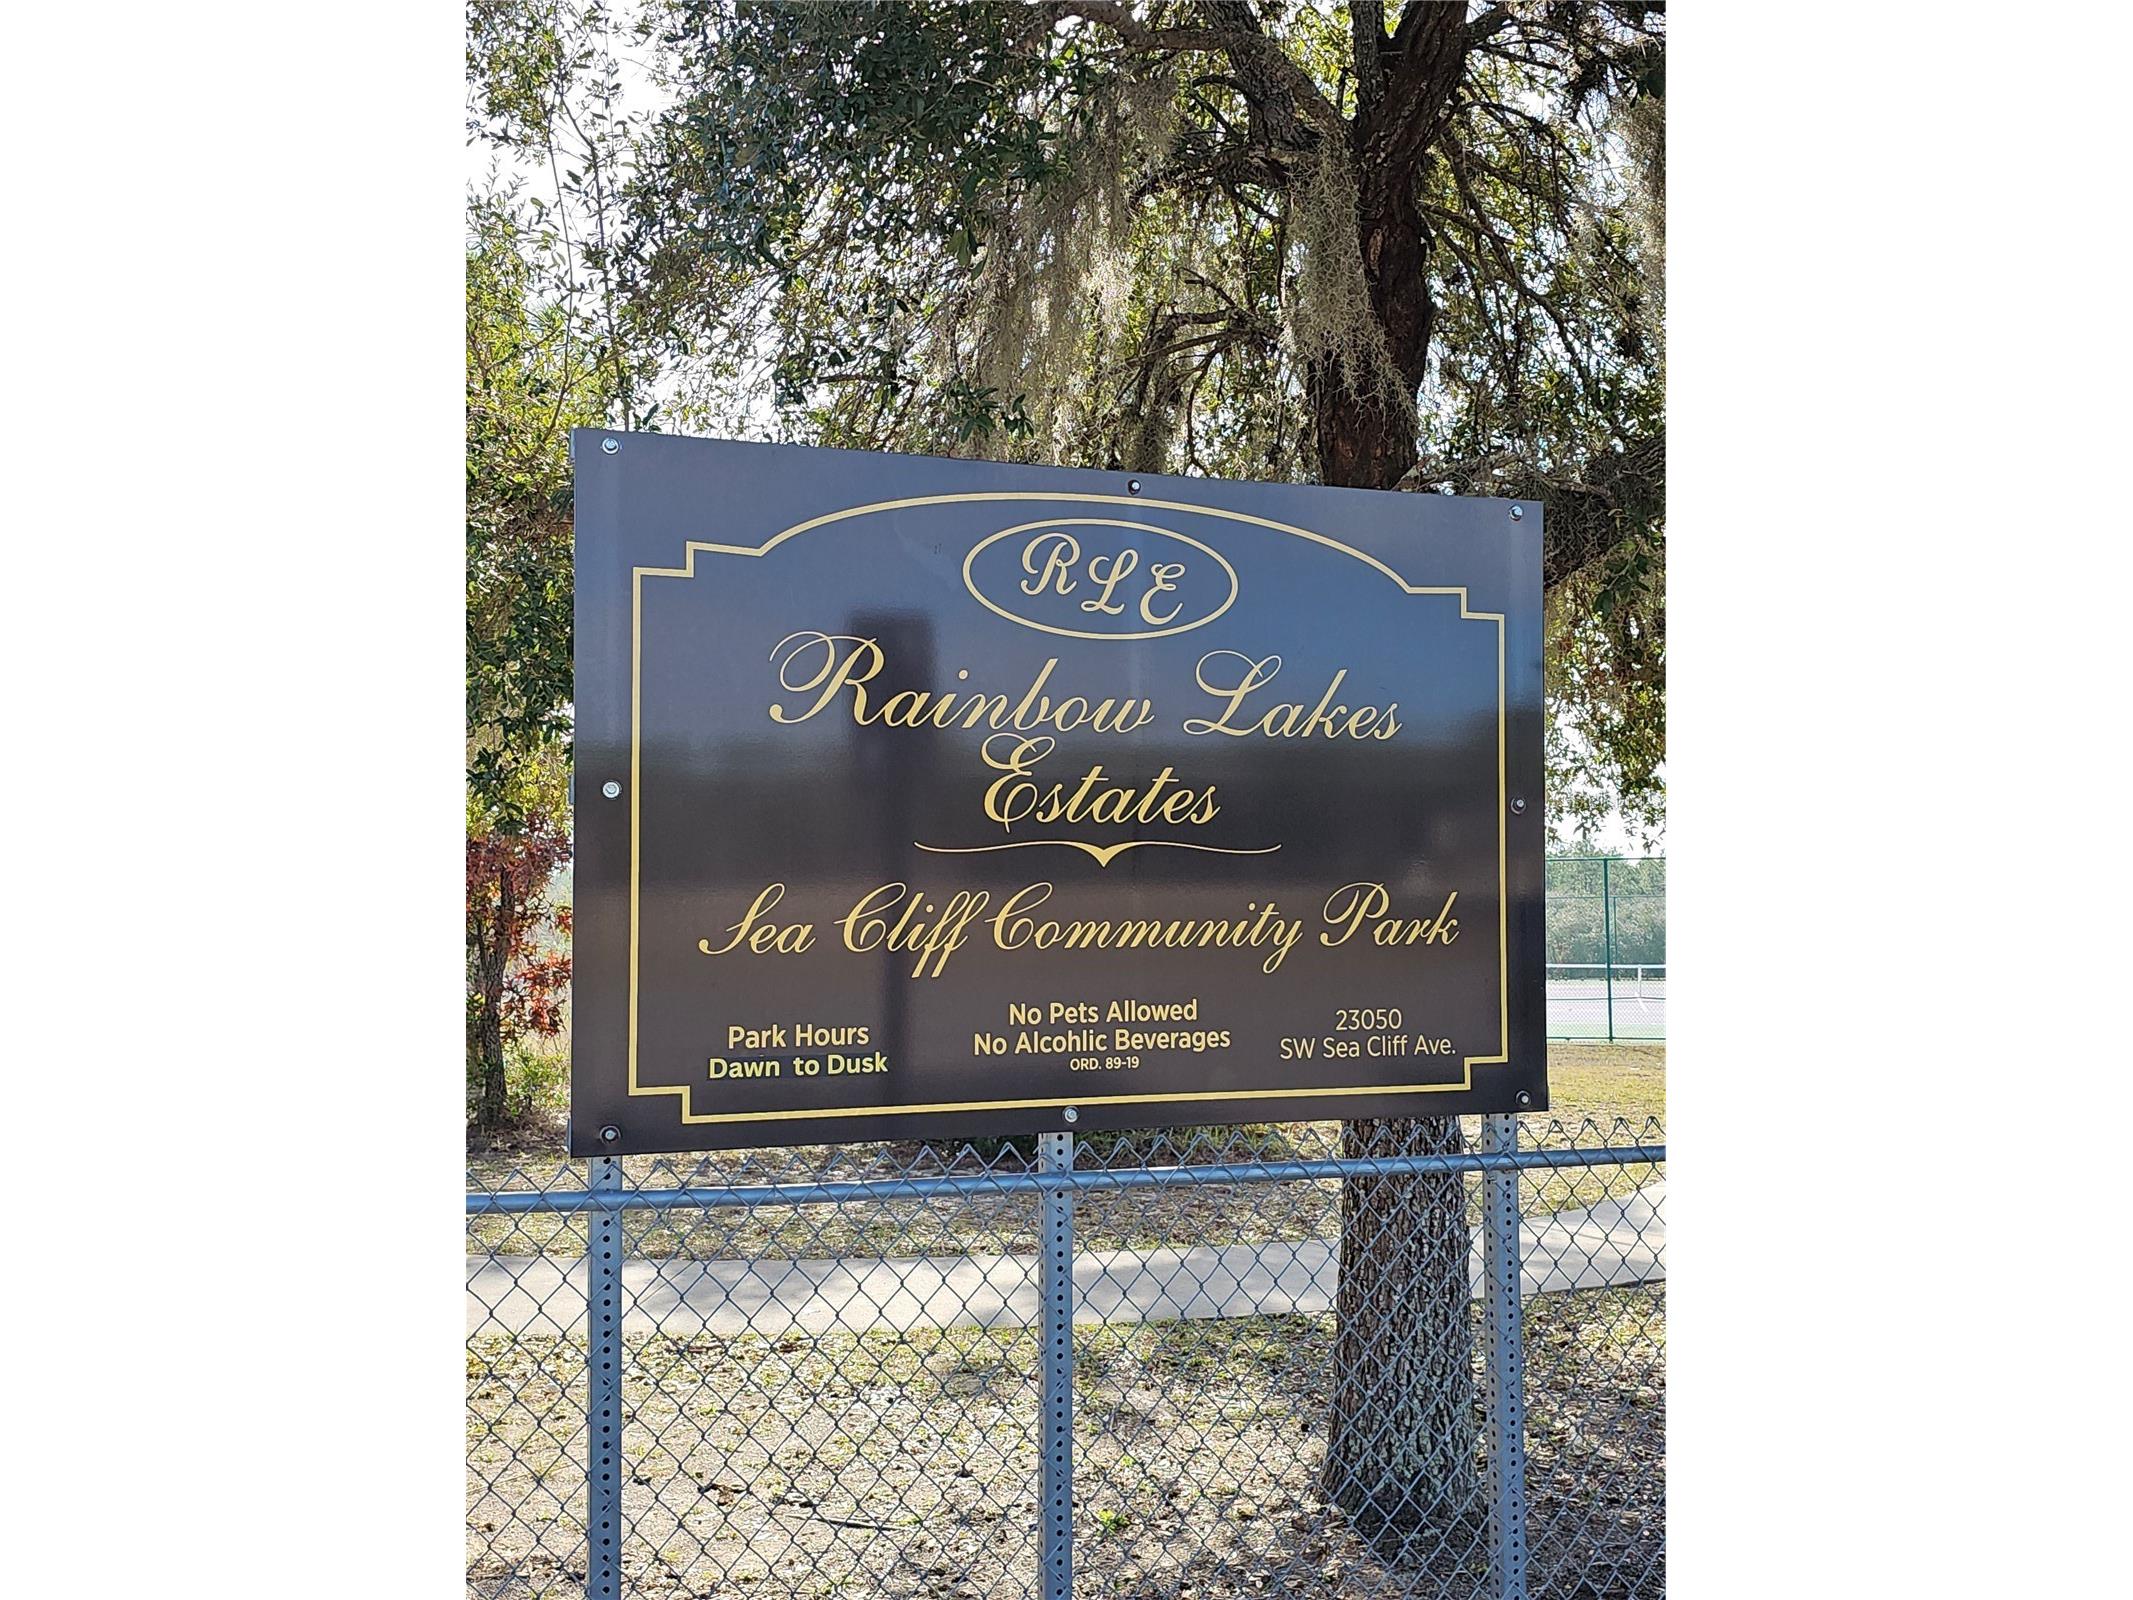 RLE
Rainbow Lakes
Estates
Sea Cliff Community Park
Park Hours
Dawn to Dusk
No Pets Allowed
No Alcohlic Beverages
ORD. 89-19
23050
SW Sea Cliff Ave.